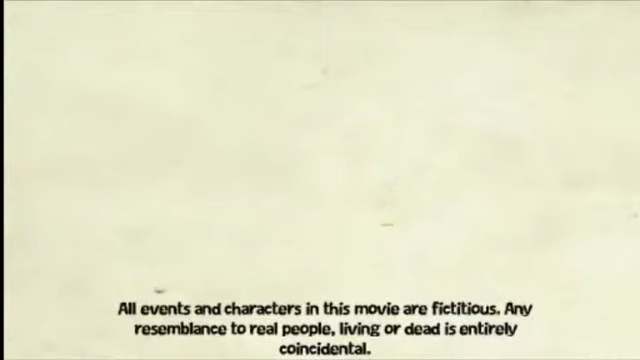 All events and characters in this movie are fictitious. Any
resemblance to real people, living or dead is entirely
coincidental.